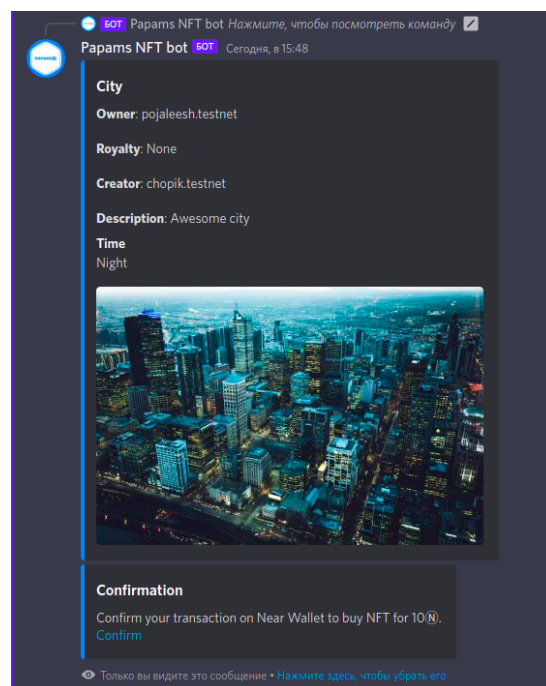 БОТ Papams NFT bot Нажмите, чтобы посмотреть команду
PAPAMS
Papams NFT bot БОТ Сегодня, в 15:48
City
Owner: pojaleesh.testnet
Royalty: None
Creator: chopik.testnet
Description: Awesome city
Time
Night
Confirmation
Confirm your transaction on Near Wallet to buy NFT for 10Ⓝ.
Confirm
Только вы видите это сообщение • Нажмите здесь, чтобы убрать его